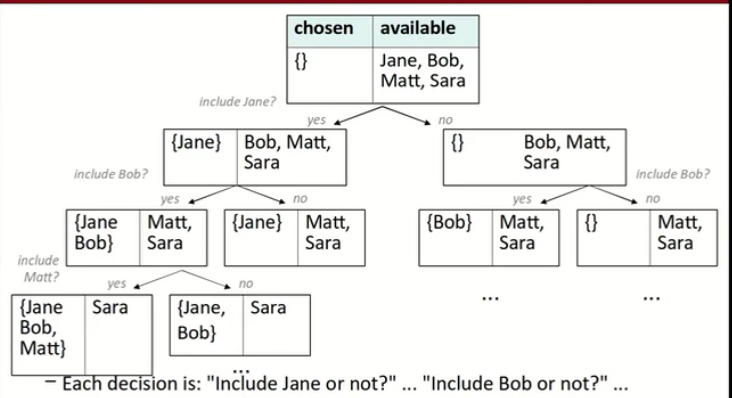 chosen available
{} Jane, Bob,
Matt, Sara
include Jane?
yes no
{Jane} Bob, Matt,
Sara
{} Bob, Matt,
Sara
include Bob?
include Bob?
yes no
yes no
{Jane
Bob}
Matt,
Sara
{Jane} Matt,
Sara
{Bob} Matt,
Sara
{} Matt,
Sara
include
Matt?
yes no
{Jane
Bob,
Matt}
Sara
{Jane,
Bob}
Sara
...
...
...
– Each decision is: "Include Jane or not?" ... "Include Bob or not?" ...